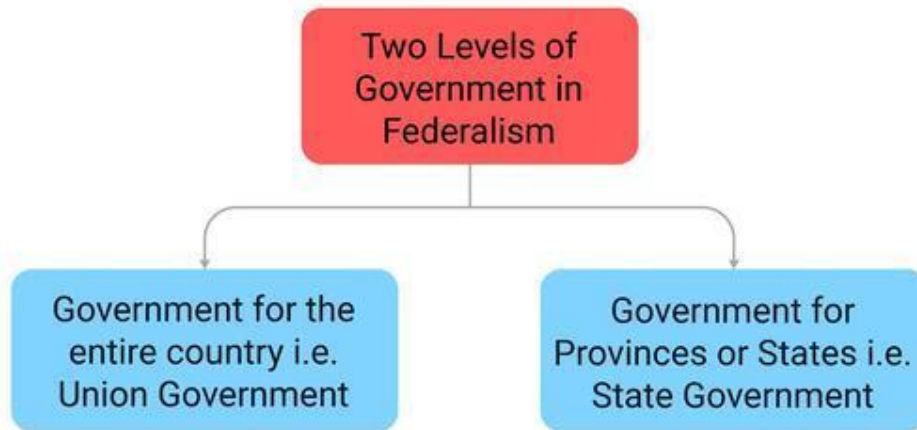 Two Levels of
Government in
Federalism
Government for the
entire country i.e.
Union Government
Government for
Provinces or States i.e.
State Government